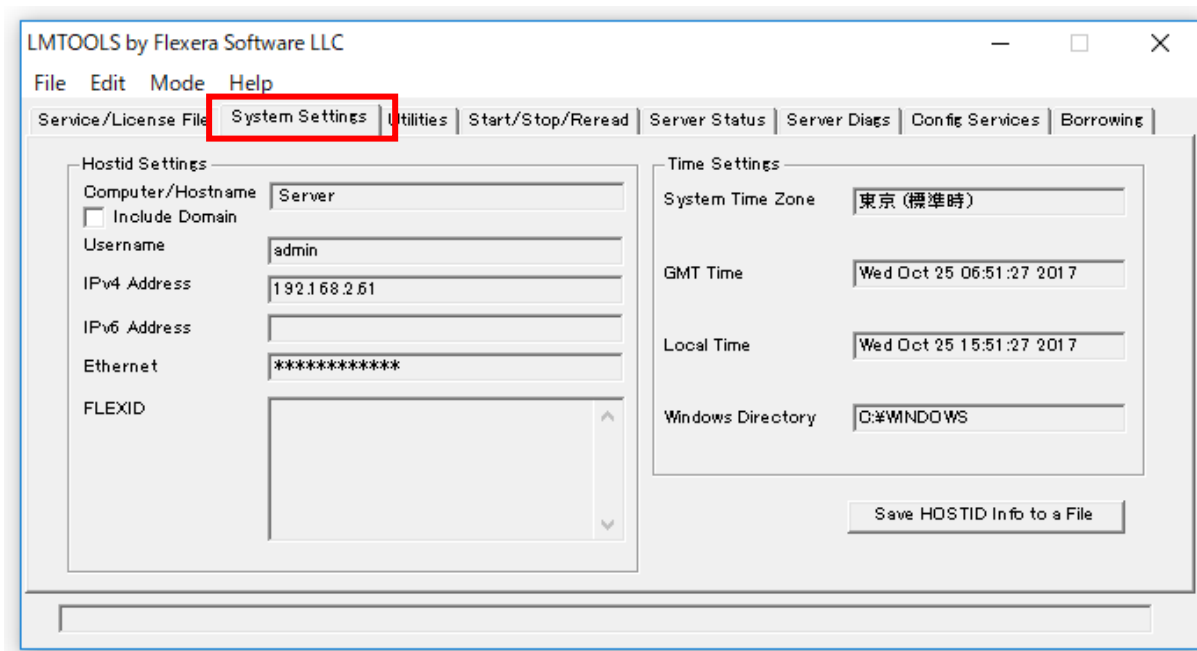 LMTOOLS by Flexera Software LLC
File Edit Mode Help
Service/License File System Settings Utilities Start/Stop/Reread Server Status Server Diags Config Services Borrowing
Hostid Settings
Computer/Hostname Server
Include Domain
Username admin
IPv4 Address 192.168.2.61
IPv6 Address
Ethernet ************
FLEXID
Time Settings
System Time Zone 東京 (標準時)
GMT Time Wed Oct 25 06:51:27 2017
Local Time Wed Oct 25 15:51:27 2017
Windows Directory C:¥WINDOWS
Save HOSTID Info to a File